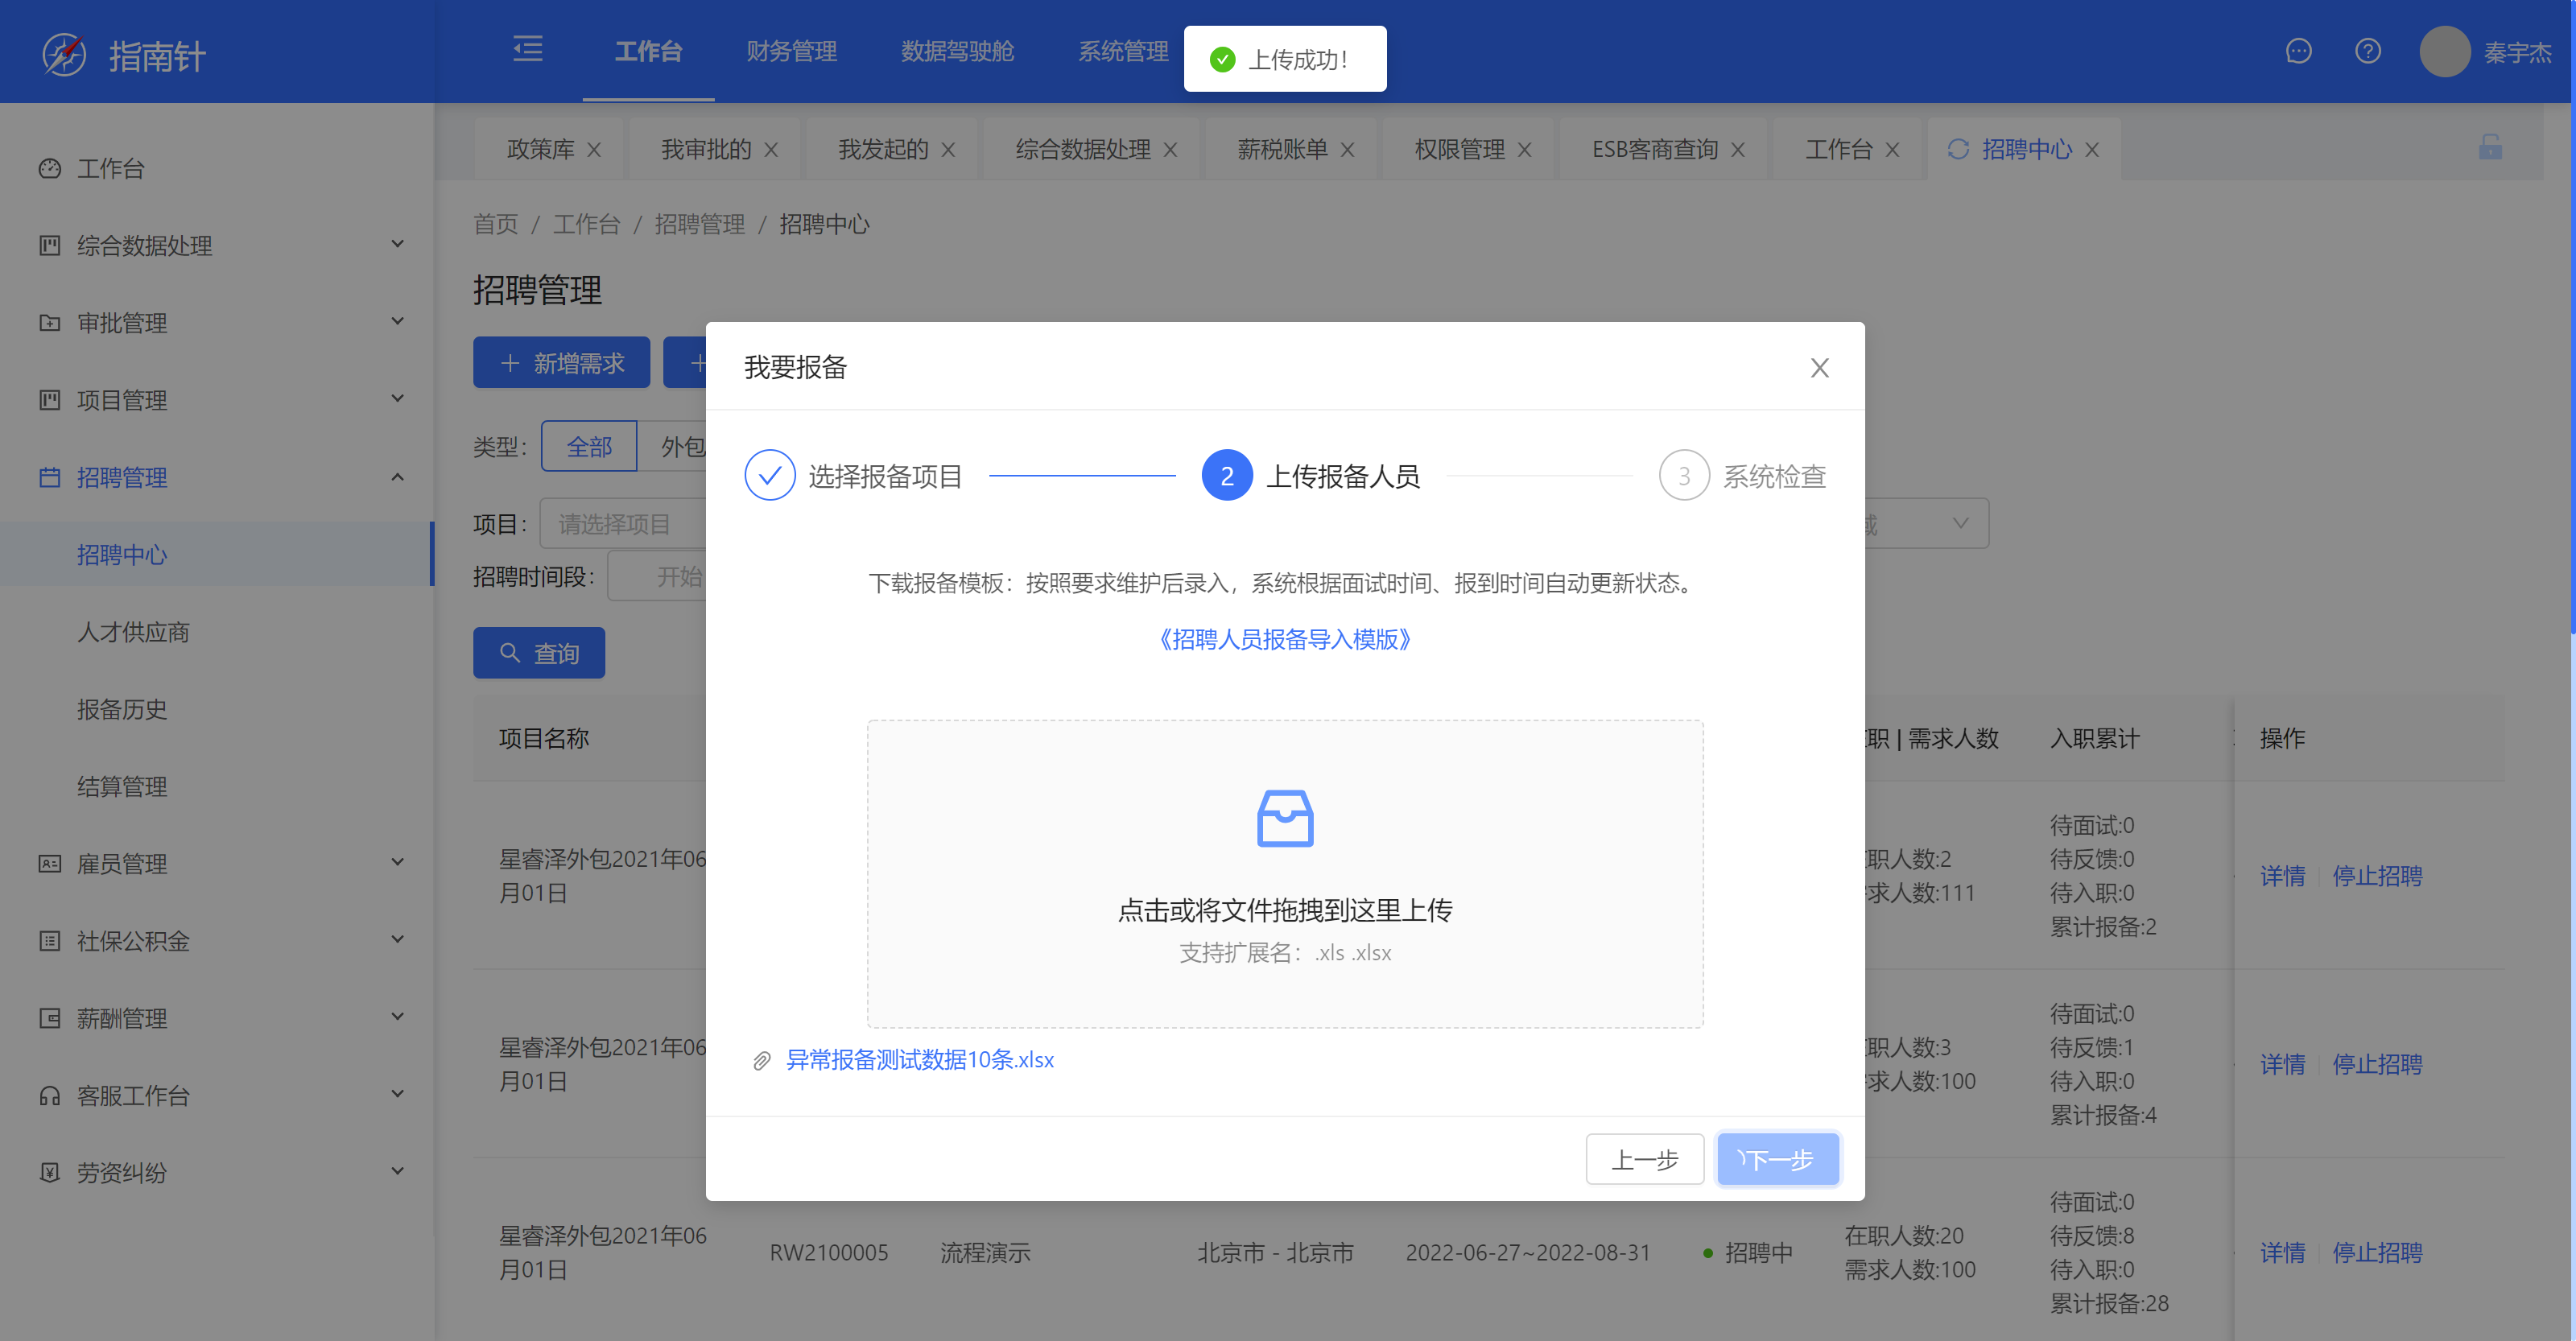 指南针
工作台
财务管理
数据驾驶舱
系统管理
上传成功！
秦宇杰
政策库
我审批的
我发起的
综合数据处理
薪税账单
权限管理
ESB客商查询
工作台
招聘中心
工作台
综合数据处理
审批管理
项目管理
招聘管理
招聘中心
人才供应商
报备历史
结算管理
雇员管理
社保公积金
薪酬管理
客服工作台
劳资纠纷
首页 / 工作台 / 招聘管理 / 招聘中心
招聘管理
新增需求
类型：
全部
外包
项目：
请选择项目
招聘时间段：
开始
查询
我要报备
选择报备项目
2 上传报备人员
3 系统检查
下载报备模板：按照要求维护后录入，系统根据面试时间、报到时间自动更新状态。
《招聘人员报备导入模版》
点击或将文件拖拽到这里上传
支持扩展名：.xls .xlsx
异常报备测试数据10条.xlsx
上一步
下一步
项目名称
职 | 需求人数
入职累计
操作
星睿泽外包2021年06
月01日
职人数:2
求人数:111
待面试:0
待反馈:0
待入职:0
累计报备:2
详情
停止招聘
星睿泽外包2021年06
月01日
职人数:3
求人数:100
待面试:0
待反馈:1
待入职:0
累计报备:4
详情
停止招聘
星睿泽外包2021年06
月01日
RW2100005
流程演示
北京市 - 北京市
2022-06-27~2022-08-31
招聘中
在职人数:20
需求人数:100
待面试:0
待反馈:8
待入职:0
累计报备:28
详情
停止招聘